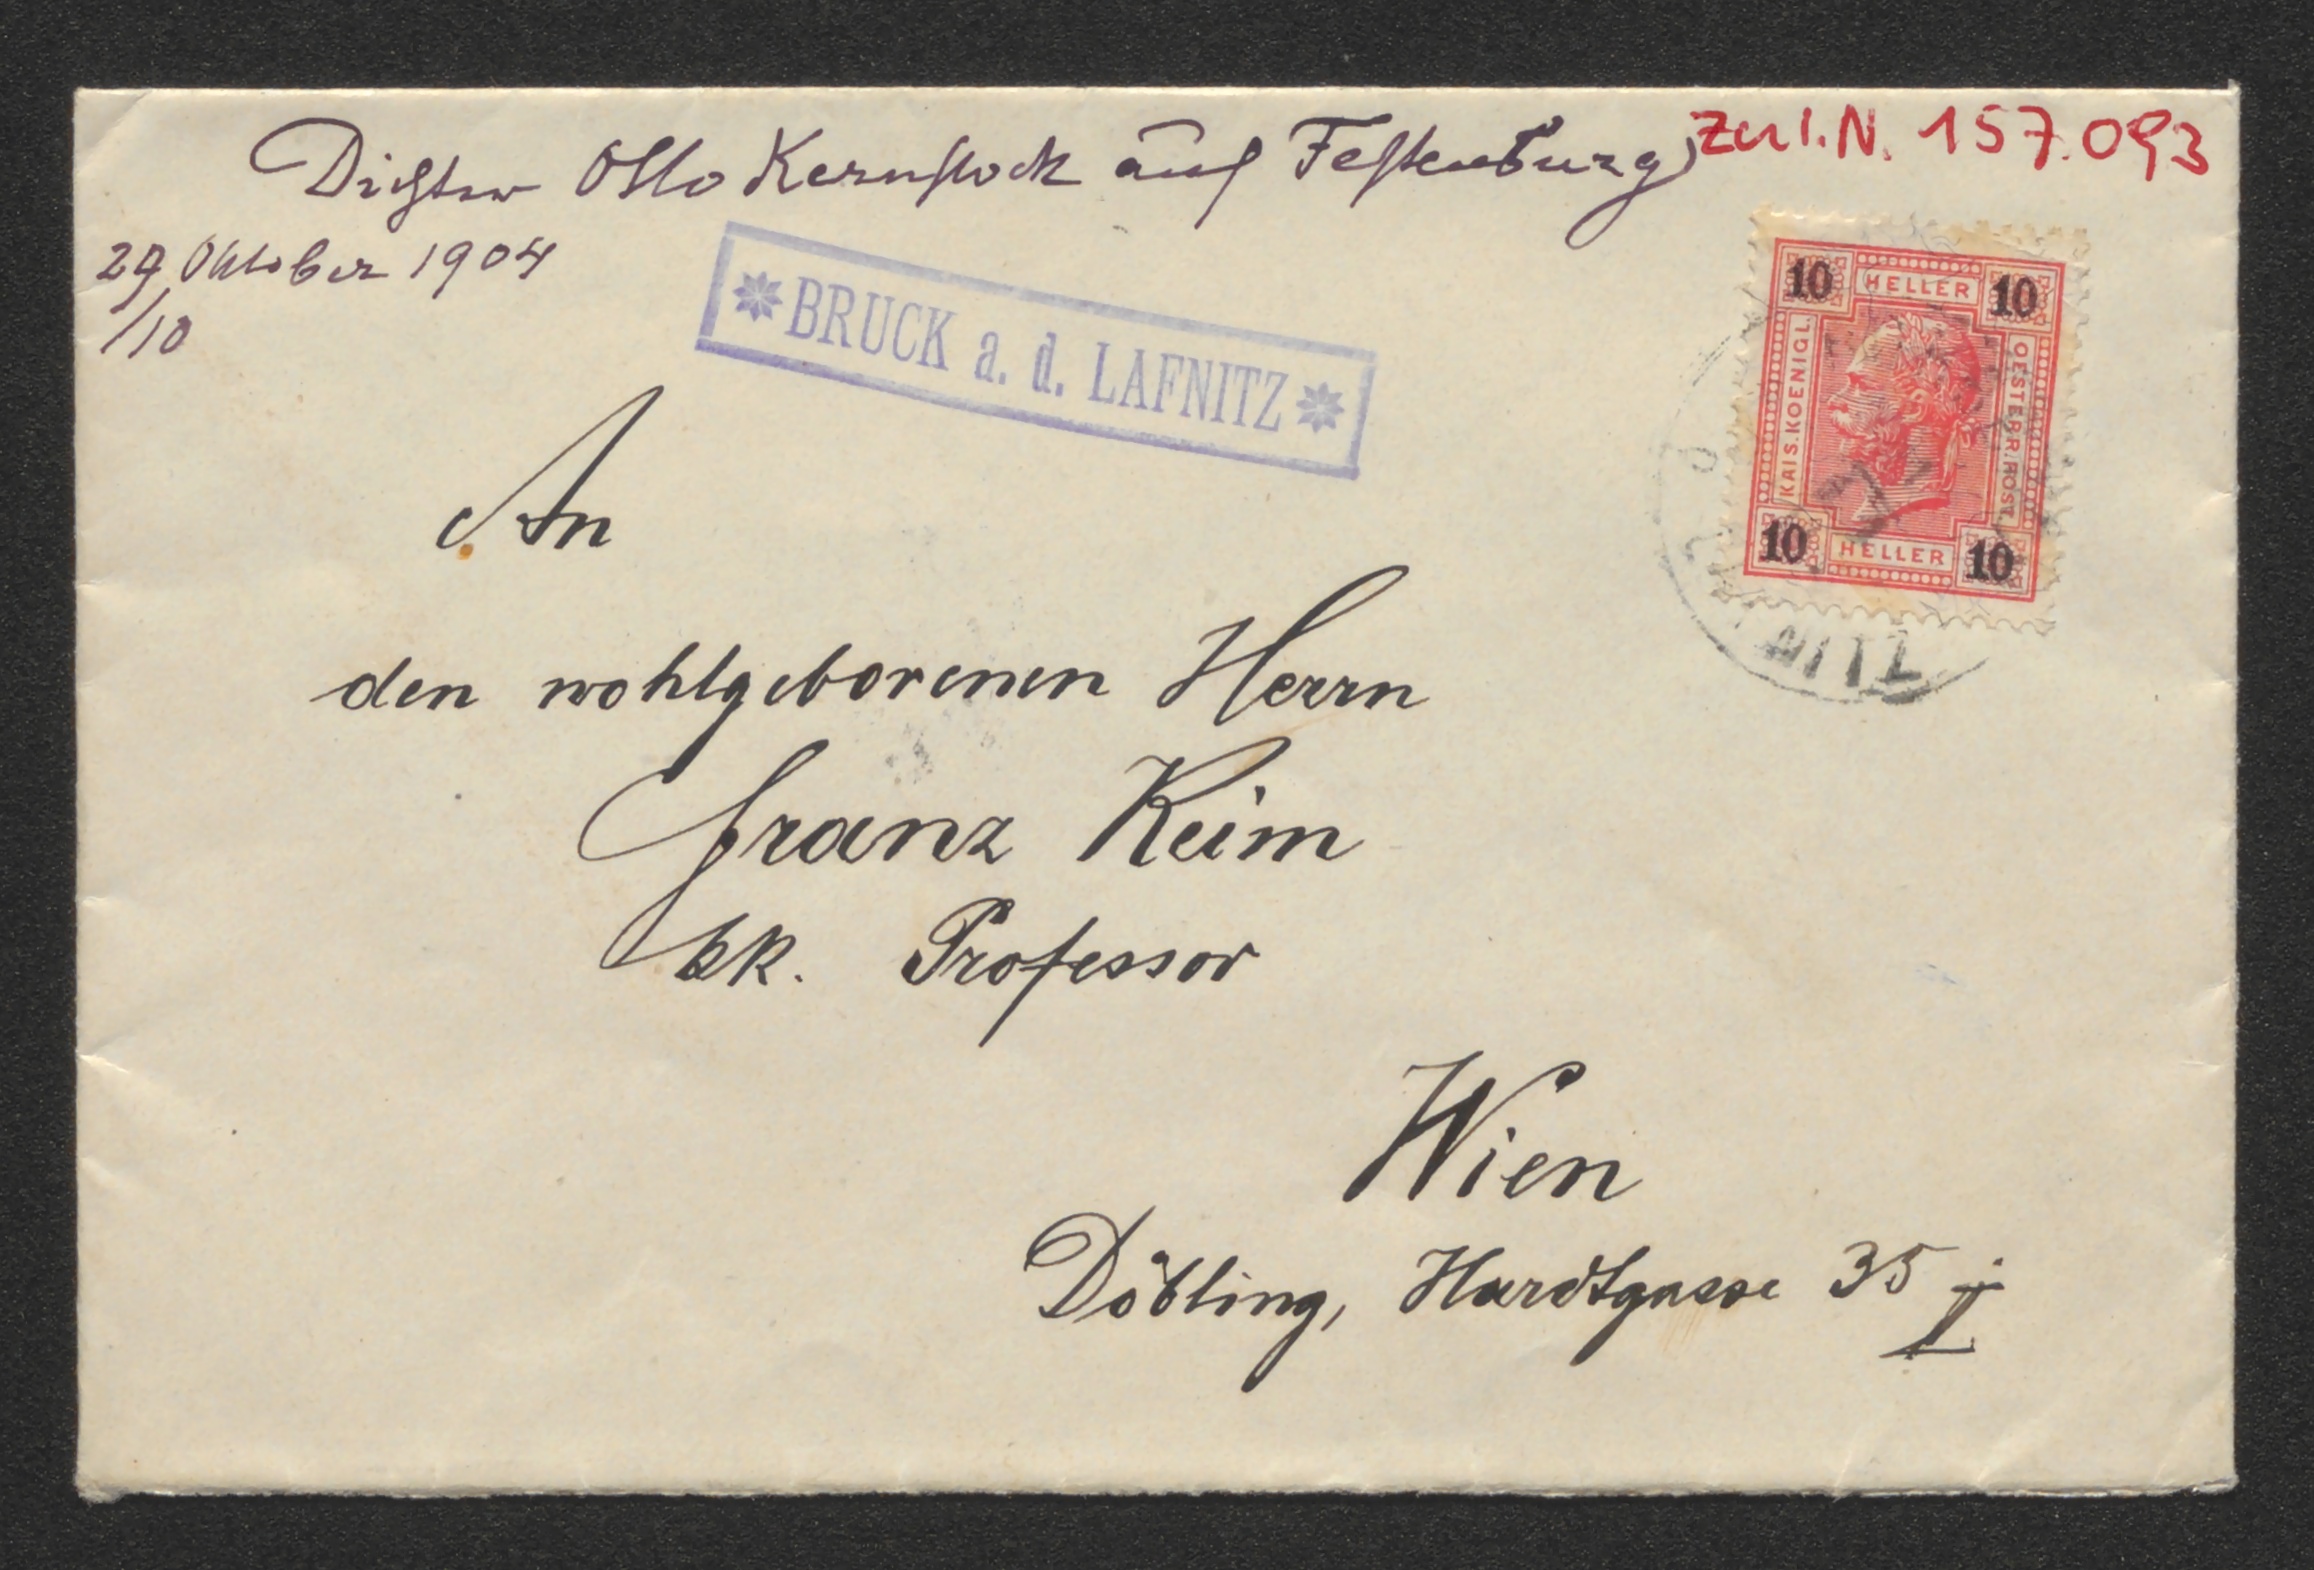 Dichter Otto Kernstock auf Festenburg
zu I.N. 157.093
29 Oktober 1904
/10
*BRUCK a. d. LAFNITZ*
10 HELLER 10
KAIS. KOENIGL.
OESTERR. POST.
10 HELLER 10
An
den wohlgeborenen Herrn
Franz Keim
kk. Professor
Wien
Döbling, Hardtgasse 35 I